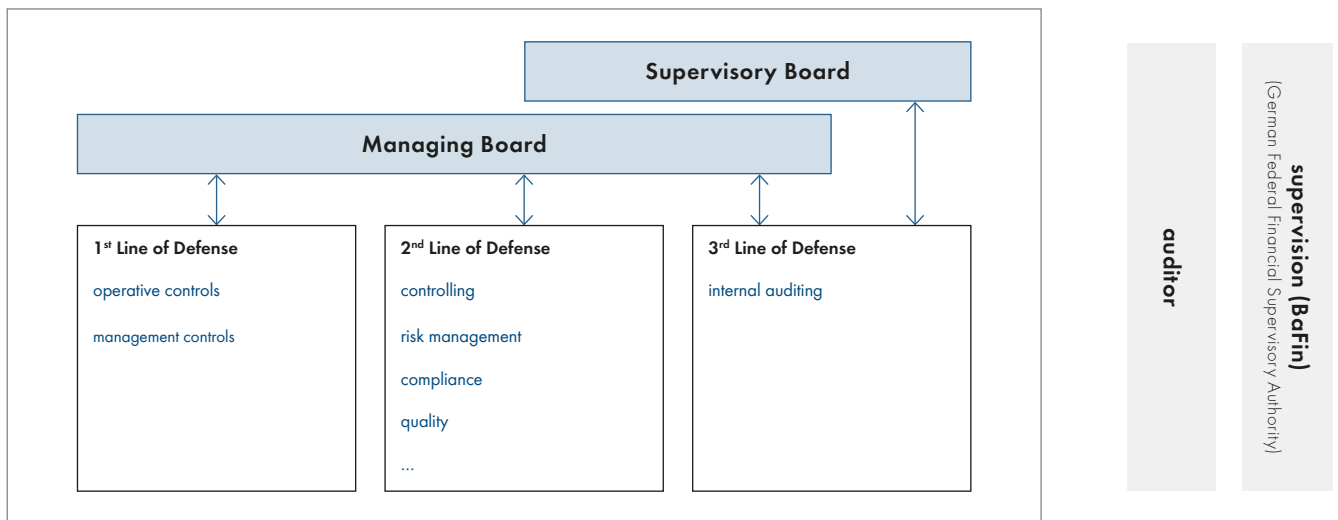 Supervisory Board
Managing Board
1st Line of Defense
operative controls
management controls
2nd Line of Defense
controlling
risk management
compliance
quality
...
3rd Line of Defense
internal auditing
auditor
supervision (BaFin)
(German Federal Financial Supervisory Authority)